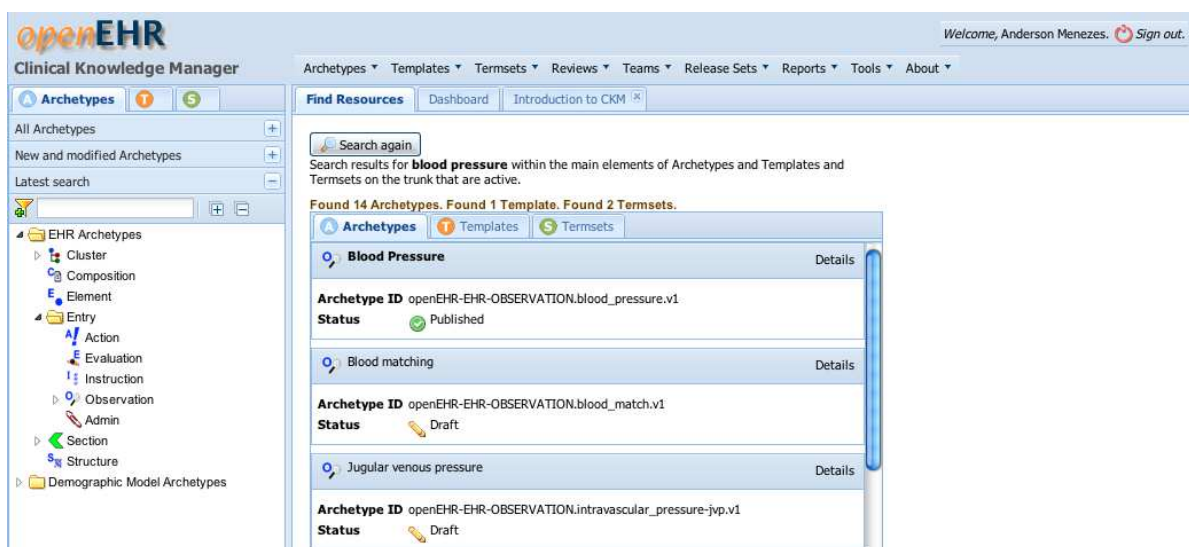 openEHR
Clinical Knowledge Manager
Welcome, Anderson Menezes. Sign out.
Archetypes Templates Termsets Reviews Teams Release Sets Reports Tools About
A Archetypes T S
All Archetypes
New and modified Archetypes
Latest search
EHR Archetypes
Cluster
Composition
Element
Entry
Action
Evaluation
Instruction
Observation
Admin
Section
Structure
Demographic Model Archetypes
Find Resources Dashboard Introduction to CKM
Search again
Search results for blood pressure within the main elements of Archetypes and Templates and
Termsets on the trunk that are active.
Found 14 Archetypes. Found 1 Template. Found 2 Termsets.
A Archetypes T Templates S Termsets
Blood Pressure Details
Archetype ID openEHR-EHR-OBSERVATION.blood_pressure.v1
Status Published
Blood matching Details
Archetype ID openEHR-EHR-OBSERVATION.blood_match.v1
Status Draft
Jugular venous pressure Details
Archetype ID openEHR-EHR-OBSERVATION.intravascular_pressure-jvp.v1
Status Draft